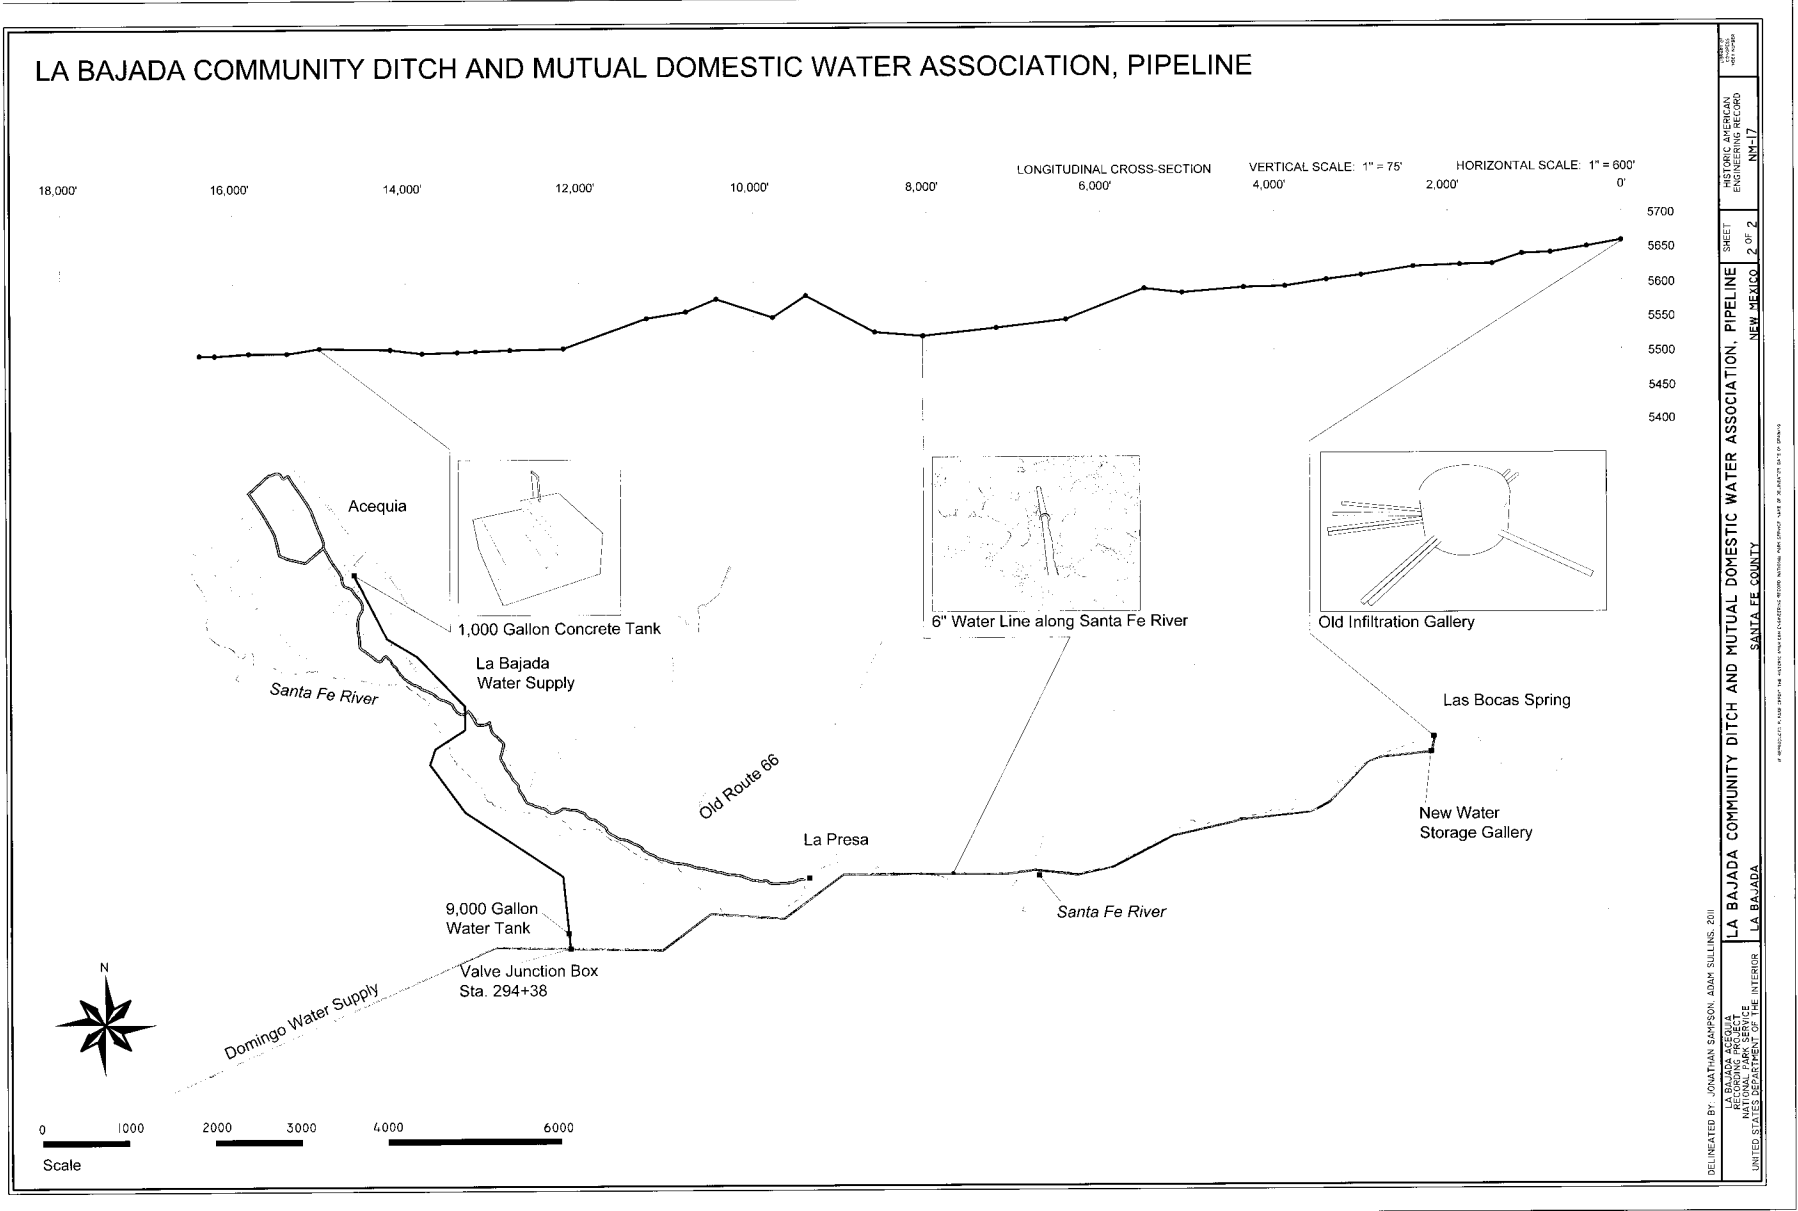 LA BAJADA COMMUNITY DITCH AND MUTUAL DOMESTIC WATER ASSOCIATION, PIPELINE
LONGITUDINAL CROSS-SECTION VERTICAL SCALE: 1" = 75' HORIZONTAL SCALE: 1" = 600'
18,000' 16,000' 14,000' 12,000' 10,000' 8,000' 6,000' 4,000' 2,000' 0'
5700
5650
5600
5550
5500
5450
5400
Acequia
1,000 Gallon Concrete Tank
6" Water Line along Santa Fe River
Old Infiltration Gallery
La Bajada
Water Supply
Santa Fe River
Las Bocas Spring
Old Route 66
La Presa
New Water
Storage Gallery
9,000 Gallon
Water Tank
Santa Fe River
Valve Junction Box
Sta. 294+38
Domingo Water Supply
N
0 1000 2000 3000 4000 6000
Scale
HISTORIC AMERICAN
ENGINEERING RECORD
NM-17
SHEET
2 OF 2
LA BAJADA COMMUNITY DITCH AND MUTUAL DOMESTIC WATER ASSOCIATION, PIPELINE
LA BAJADA SANTA FE COUNTY NEW MEXICO
DELINEATED BY: JONATHAN SAMPSON, ADAM SULLINS, 2011
LA BAJADA ACEQUIA
RECORDING PROJECT
NATIONAL PARK SERVICE
UNITED STATES DEPARTMENT OF THE INTERIOR